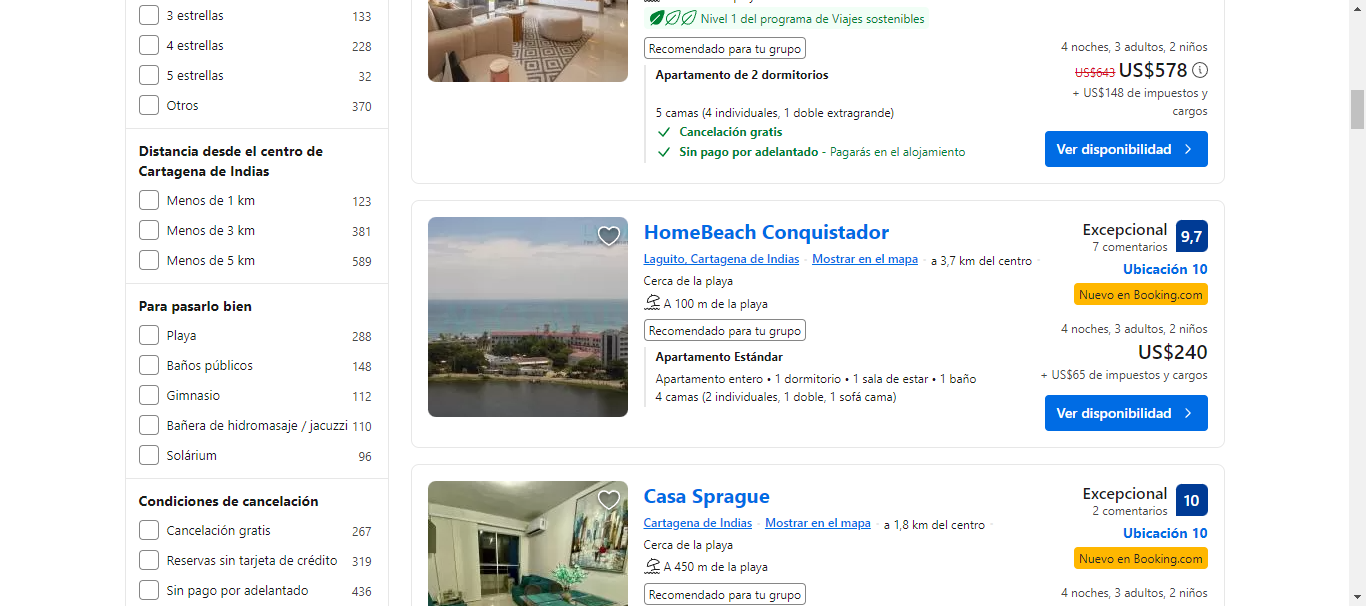 3 estrellas 133
4 estrellas 228
5 estrellas 32
Otros 370
Distancia desde el centro de
Cartagena de Indias
Menos de 1 km 123
Menos de 3 km 381
Menos de 5 km 589
Para pasarlo bien
Playa 288
Baños públicos 148
Gimnasio 112
Bañera de hidromasaje / jacuzzi 110
Solárium 96
Condiciones de cancelación
Cancelación gratis 267
Reservas sin tarjeta de crédito 319
Sin pago por adelantado 436
Nivel 1 del programa de Viajes sostenibles
Recomendado para tu grupo
Apartamento de 2 dormitorios
5 camas (4 individuales, 1 doble extragrande)
Cancelación gratis
Sin pago por adelantado - Pagarás en el alojamiento
4 noches, 3 adultos, 2 niños
US$643 US$578
+ US$148 de impuestos y
cargos
Ver disponibilidad
HomeBeach Conquistador
Laguito, Cartagena de Indias · Mostrar en el mapa · a 3,7 km del centro ·
Cerca de la playa
A 100 m de la playa
Recomendado para tu grupo
Apartamento Estándar
Apartamento entero • 1 dormitorio • 1 sala de estar • 1 baño
4 camas (2 individuales, 1 doble, 1 sofá cama)
Excepcional 9,7
7 comentarios
Ubicación 10
Nuevo en Booking.com
4 noches, 3 adultos, 2 niños
US$240
+ US$65 de impuestos y cargos
Ver disponibilidad
Casa Sprague
Cartagena de Indias · Mostrar en el mapa · a 1,8 km del centro ·
Cerca de la playa
A 450 m de la playa
Recomendado para tu grupo
Excepcional 10
2 comentarios
Ubicación 10
Nuevo en Booking.com
4 noches, 3 adultos, 2 niños